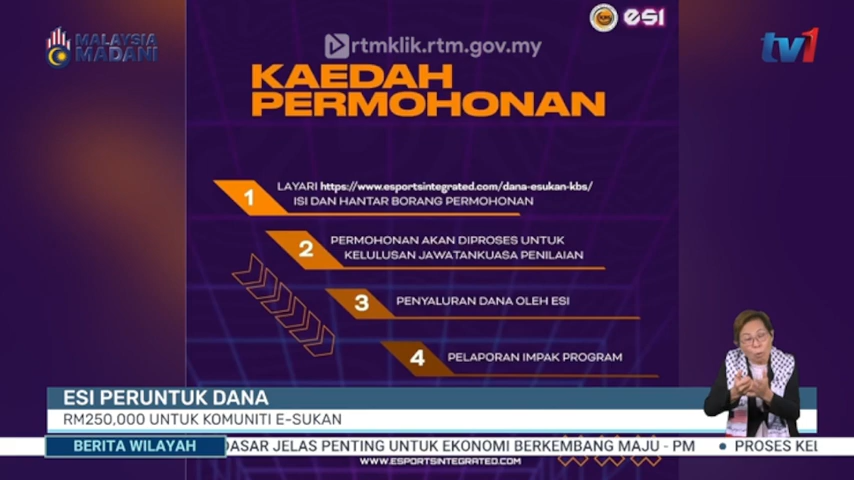 MALAYSIA
MADANI
esi
tv1
rtmklik.rtm.gov.my
KAEDAH
PERMOHONAN
1
LAYARI https://www.esportsintegrated.com/dana-esukan-kbs/
ISI DAN HANTAR BORANG PERMOHONAN
2
PERMOHONAN AKAN DIPROSES UNTUK
KELULUSAN JAWATANKUASA PENILAIAN
3
PENYALURAN DANA OLEH ESI
4
PELAPORAN IMPAK PROGRAM
ESI PERUNTUK DANA
RM250,000 UNTUK KOMUNITI E-SUKAN
BERITA WILAYAH
DASAR JELAS PENTING UNTUK EKONOMI BERKEMBANG MAJU - PM • PROSES KEL
WWW.ESPORTSINTEGRATED.COM